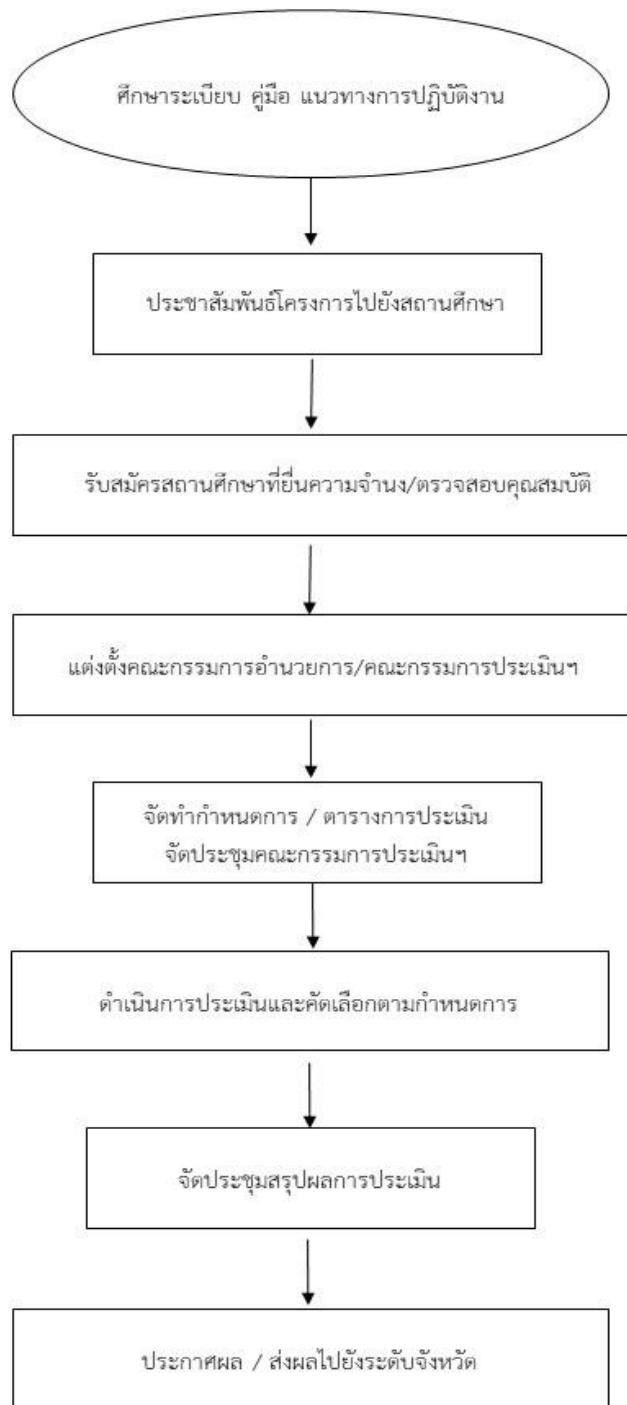 ศึกษาระเบียบ คู่มือ แนวทางการปฏิบัติงาน
ประชาสัมพันธ์โครงการไปยังสถานศึกษา
รับสมัครสถานศึกษาที่ยื่นความจำนง/ตรวจสอบคุณสมบัติ
แต่งตั้งคณะกรรมการอำนวยการ/คณะกรรมการประเมินฯ
จัดทำกำหนดการ / ตารางการประเมิน
จัดประชุมคณะกรรมการประเมินฯ
ดำเนินการประเมินและคัดเลือกตามกำหนดการ
จัดประชุมสรุปผลการประเมิน
ประกาศผล / ส่งผลไปยังระดับจังหวัด